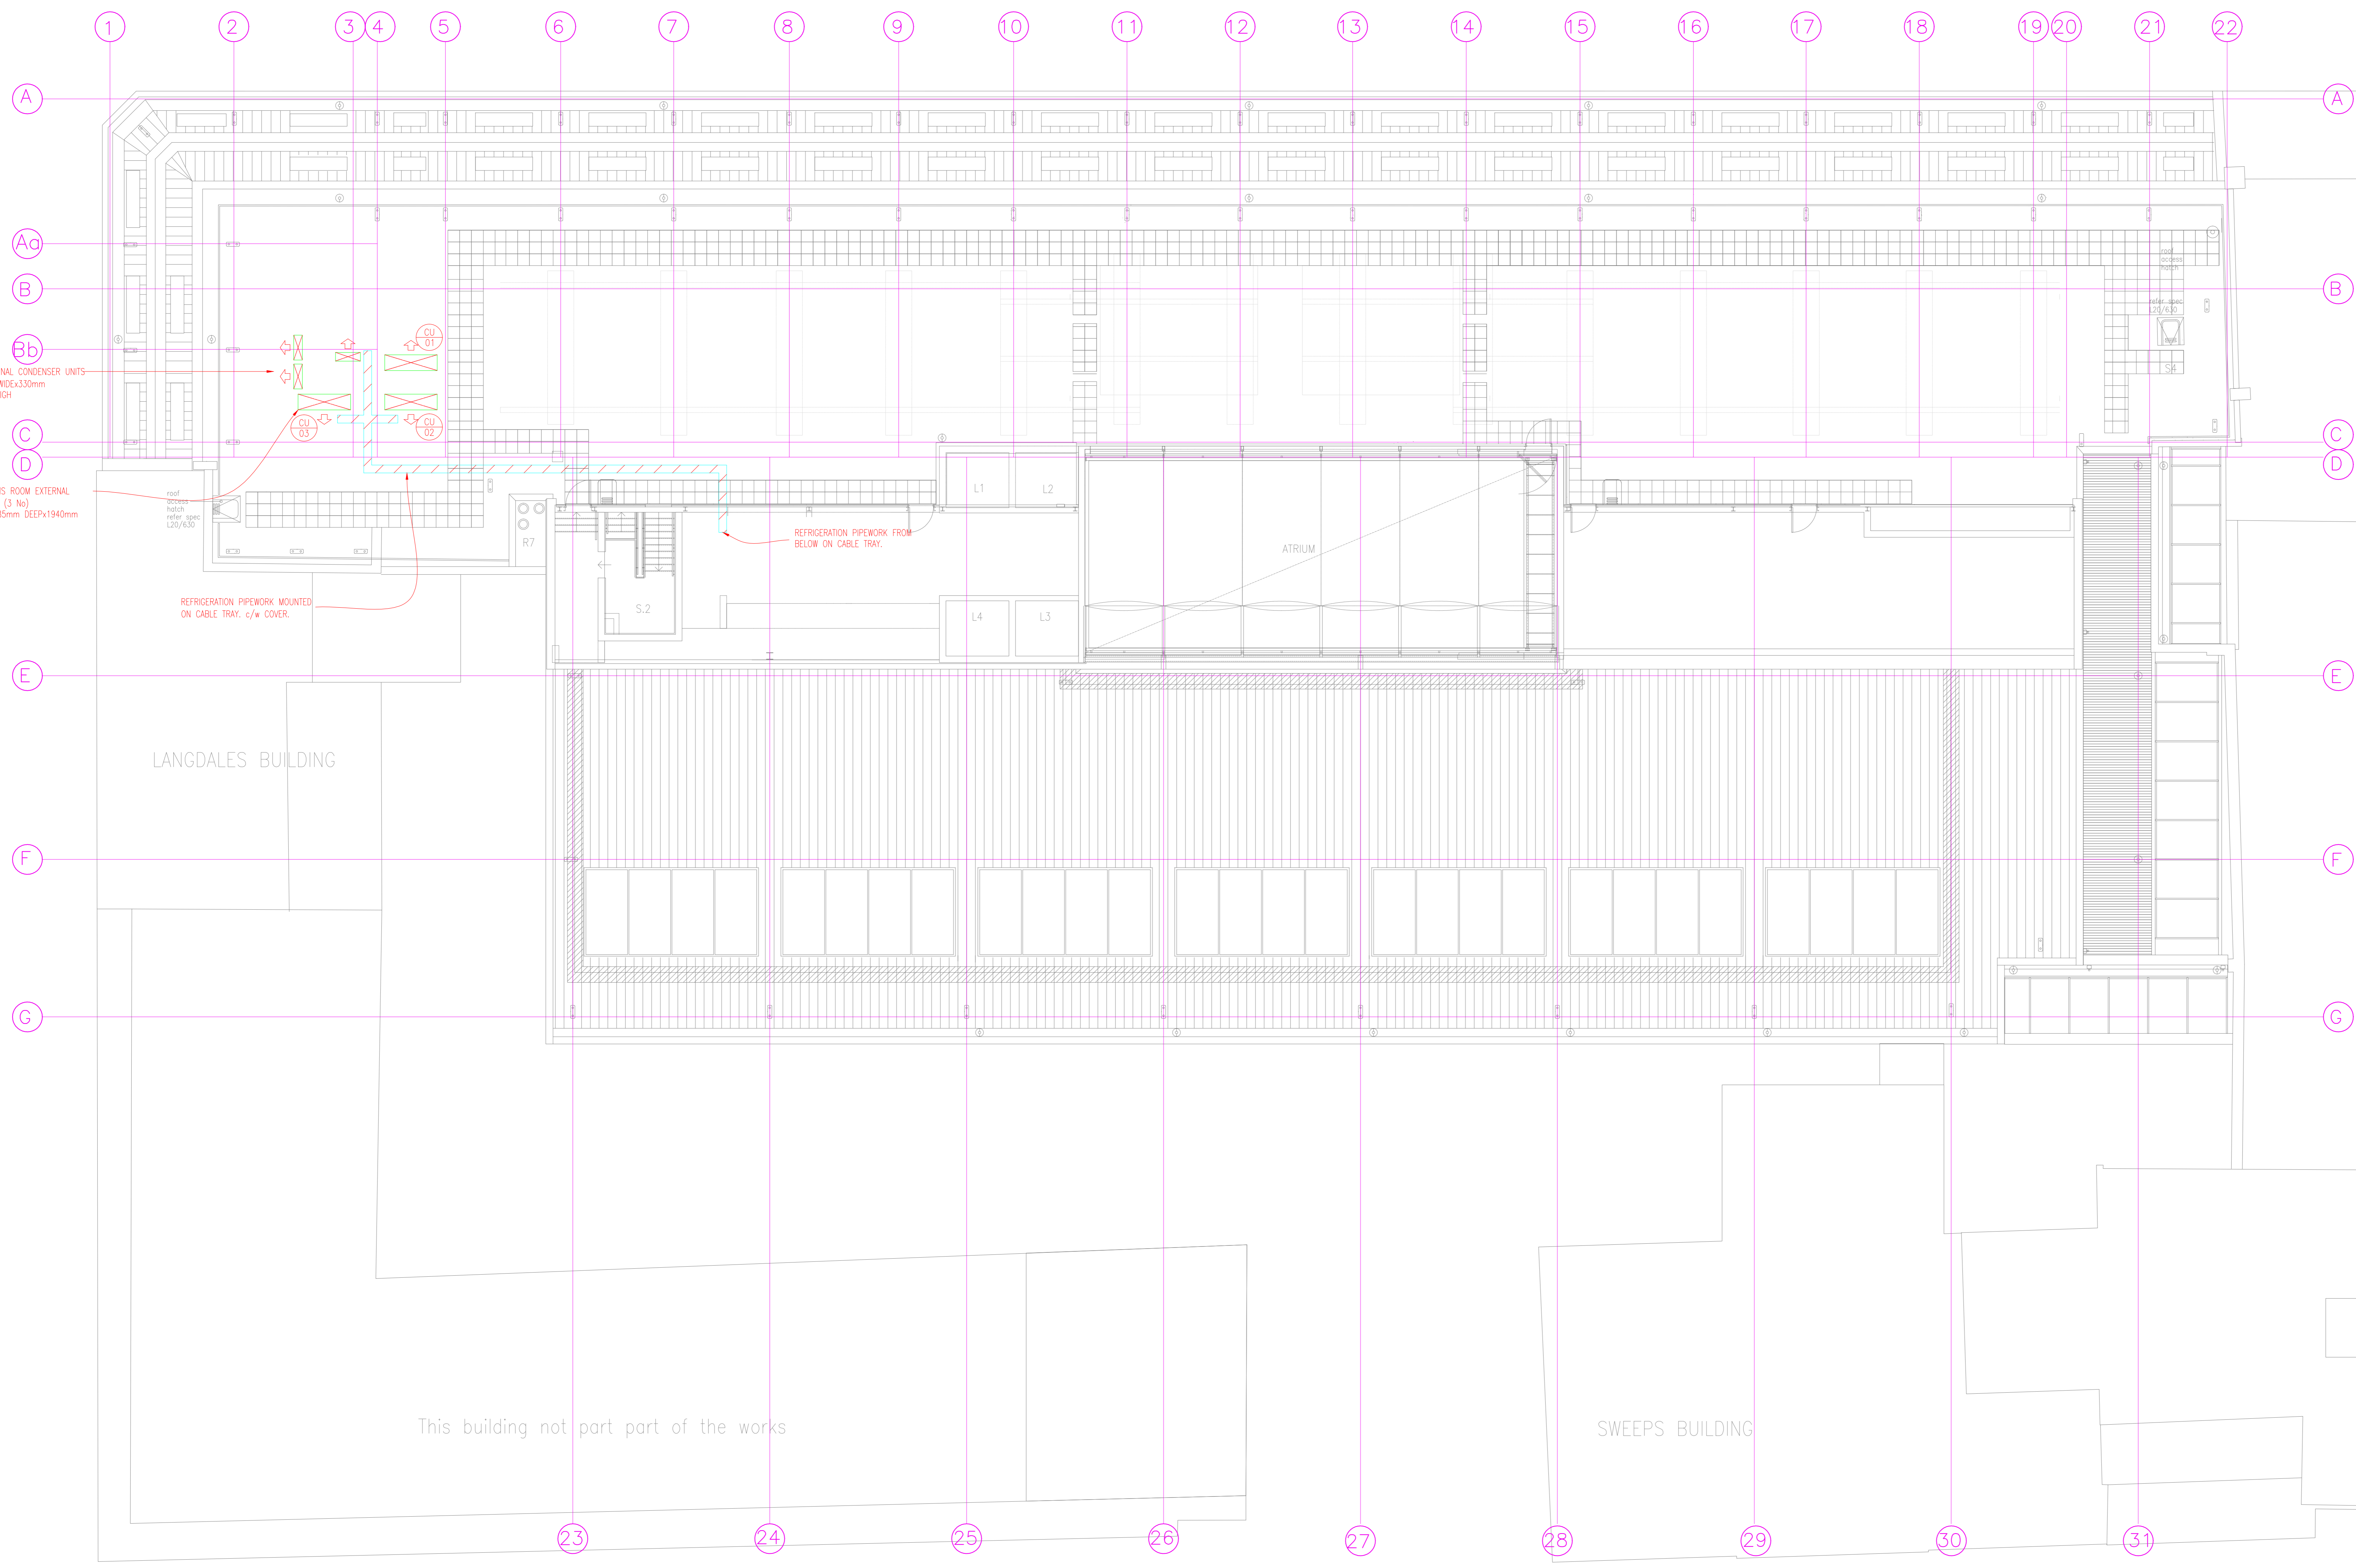 1 2 3 4 5 6 7 8 9 10 11 12 13 14 15 16 17 18 19 20 21 22
A A
Aa
B B
Bb
C C
D D
E E
F F
G G
roof
access
hatch
refer spec
L20/630
S4
CU
01
CU
02
CU
03
CONDENSER UNITS
WIDEx330mm
ROOM EXTERNAL
(3 No)
DEEPx1940mm
roof
access
hatch
refer spec
L20/630
R7
S.2
L1
L2
L4
L3
ATRIUM
REFRIGERATION PIPEWORK FROM
BELOW ON CABLE TRAY.
REFRIGERATION PIPEWORK MOUNTED
ON CABLE TRAY. c/w COVER.
LANGDALES BUILDING
This building not part part of the works
SWEEPS BUILDING
23 24 25 26 27 28 29 30 31